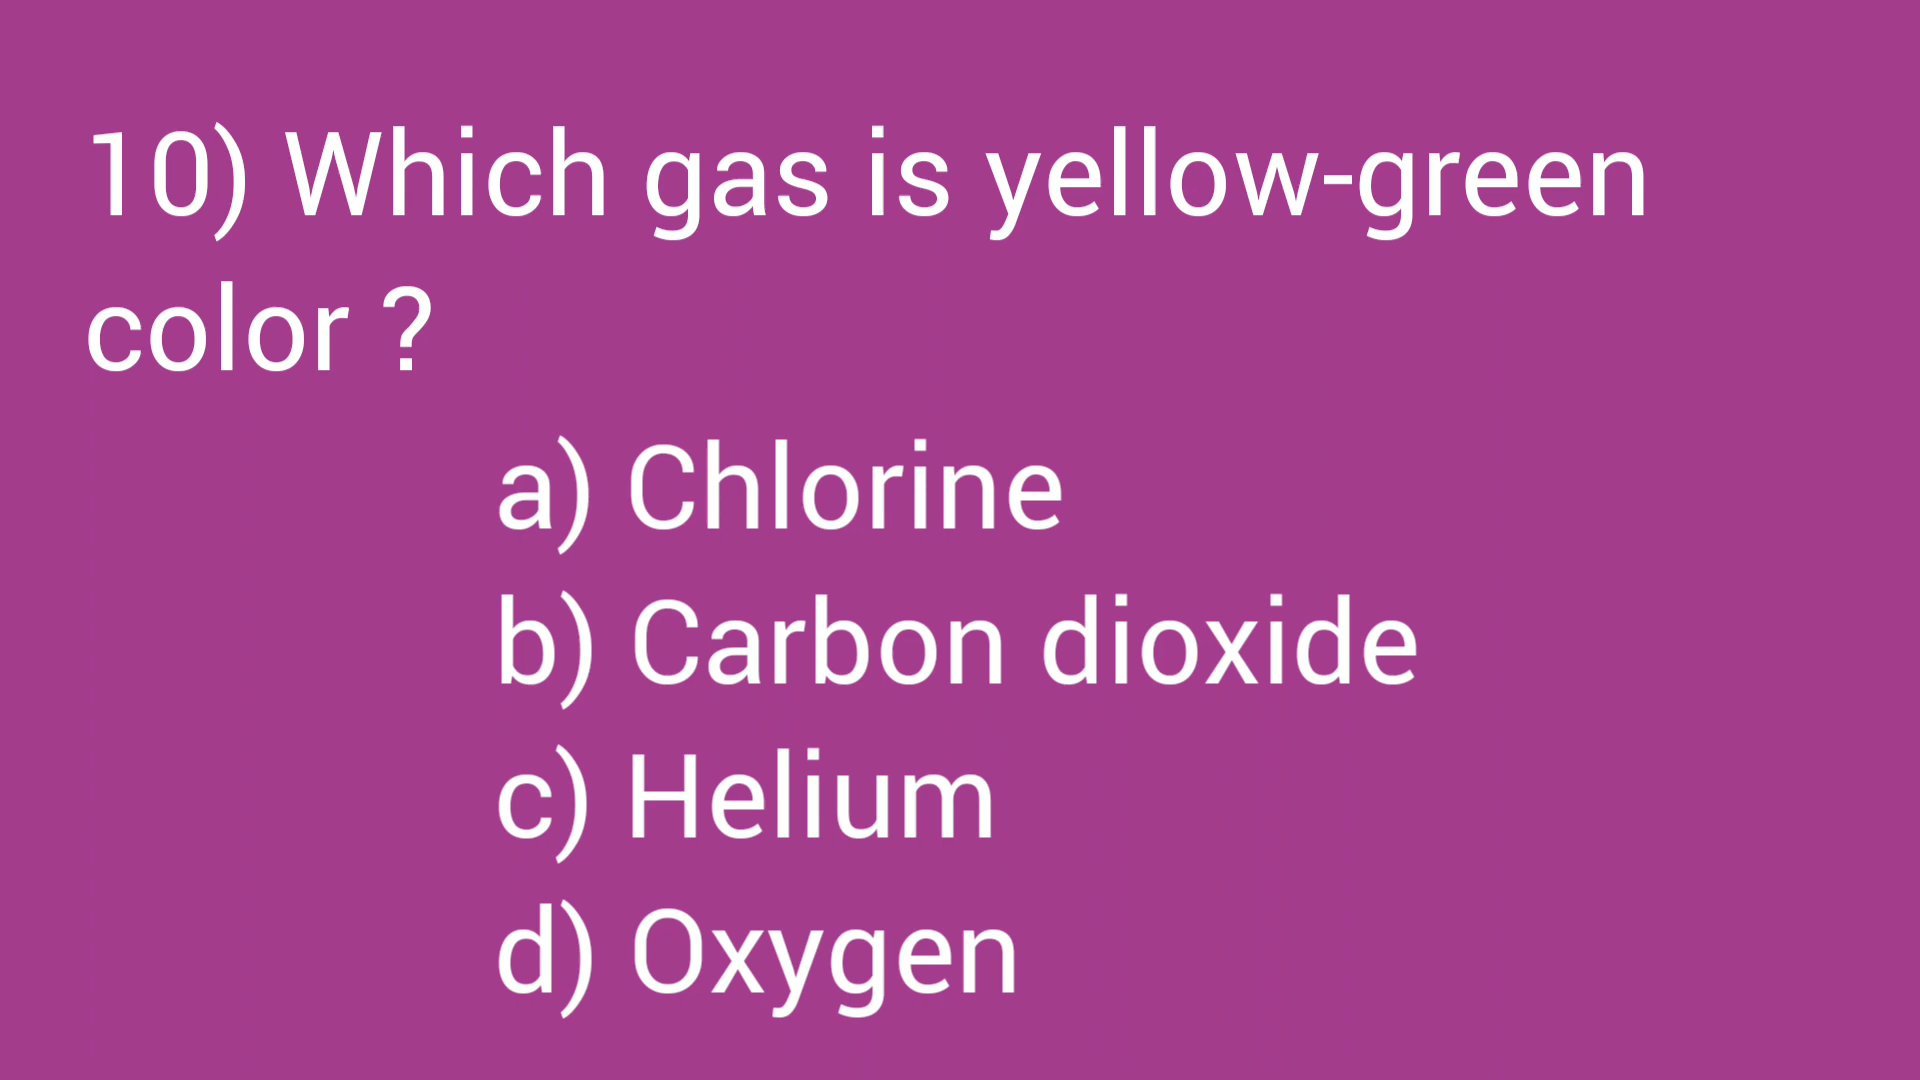 10) Which gas is yellow-green
color ?
a) Chlorine
b) Carbon dioxide
c) Helium
d) Oxygen